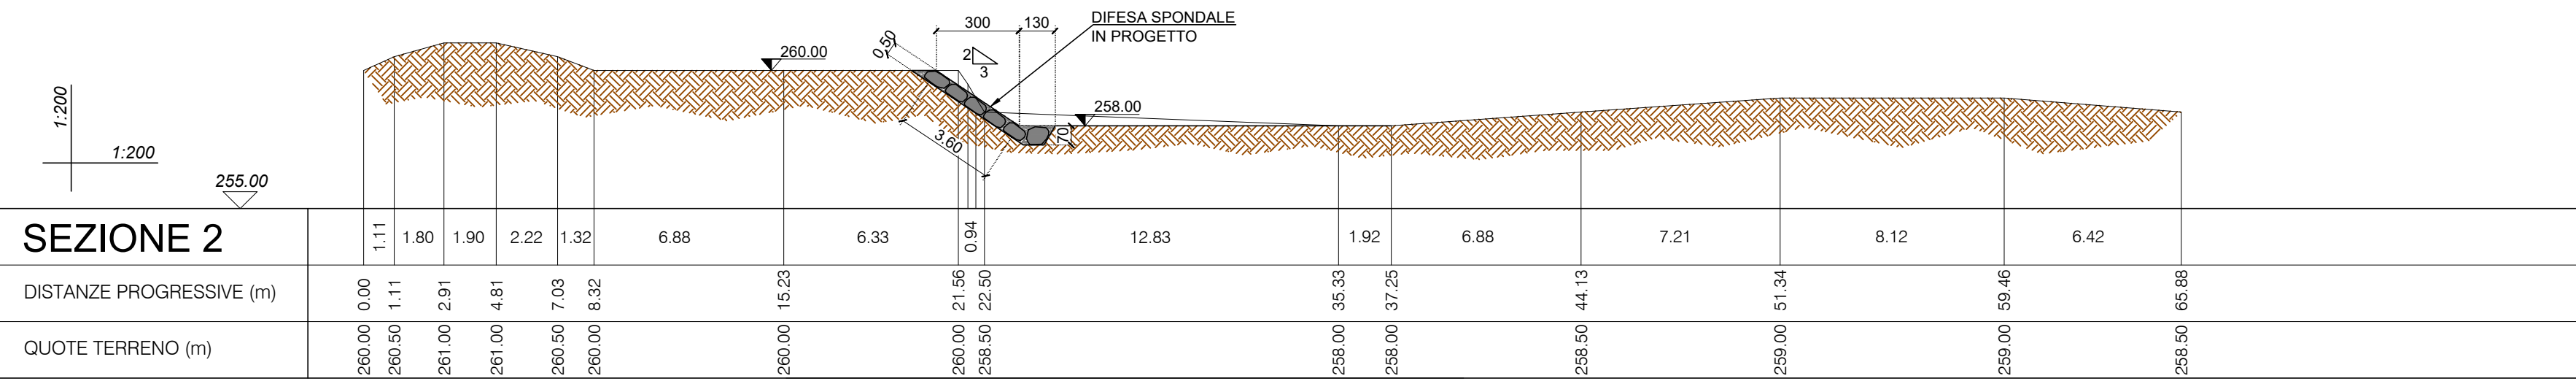 300 130 DIFESA SPONDALE
IN PROGETTO
0.50
2
3
260.00
258.00
3.60
70
1:200
1:200
255.00
SEZIONE 2
1.11 1.80 1.90 2.22 1.32 6.88 6.33 0.94 12.83 1.92 6.88 7.21 8.12 6.42
DISTANZE PROGRESSIVE (m) 0.00 1.11 2.91 4.81 7.03 8.32 15.23 21.56 22.50 35.33 37.25 44.13 51.34 59.46 65.88
QUOTE TERRENO (m) 260.00 260.50 261.00 261.00 260.50 260.00 260.00 260.00 258.50 258.00 258.00 258.50 259.00 259.00 258.50